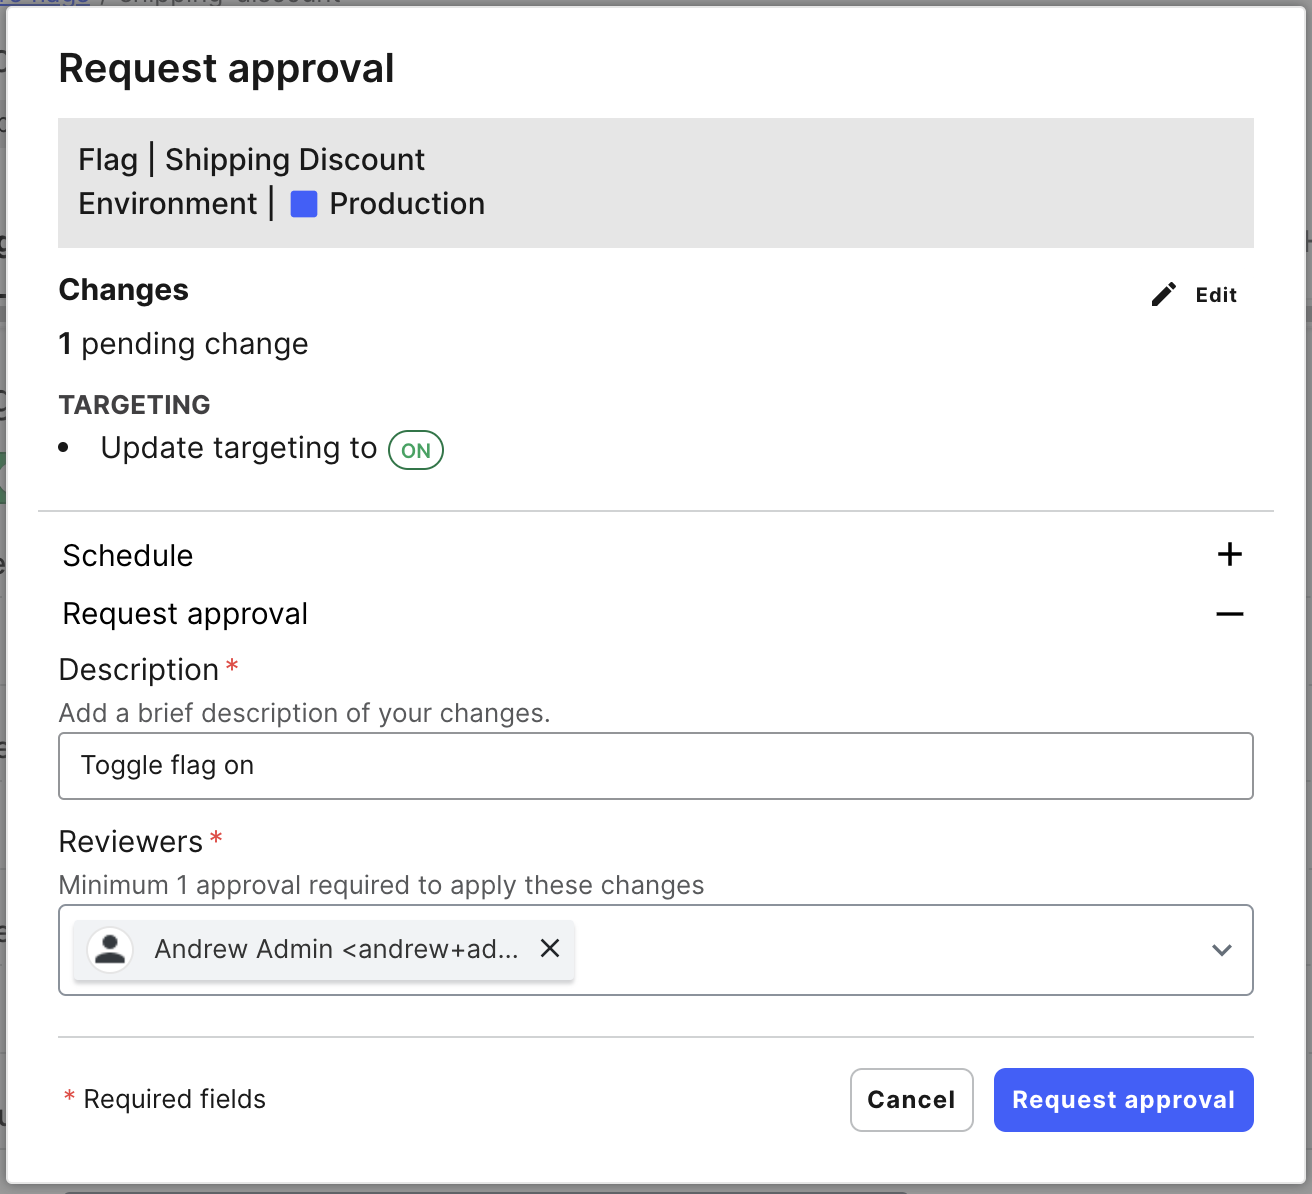 Request approval
Flag | Shipping Discount
Environment | Production
Changes
Edit
1 pending change
TARGETING
• Update targeting to ON
Schedule
Request approval
Description *
Add a brief description of your changes.
Toggle flag on
Reviewers *
Minimum 1 approval required to apply these changes
Andrew Admin <andrew+ad...
* Required fields
Cancel
Request approval